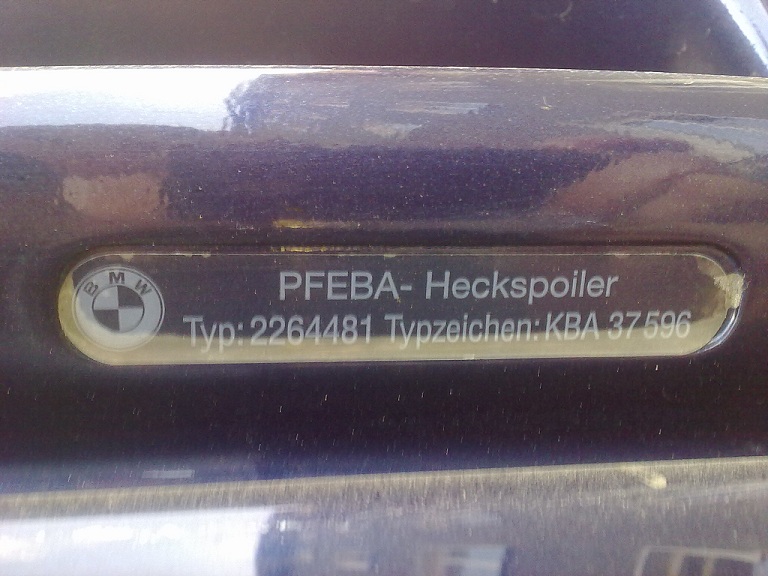 BMW
PFEBA- Heckspoiler
Typ: 2264481 Typzeichen: KBA 37596